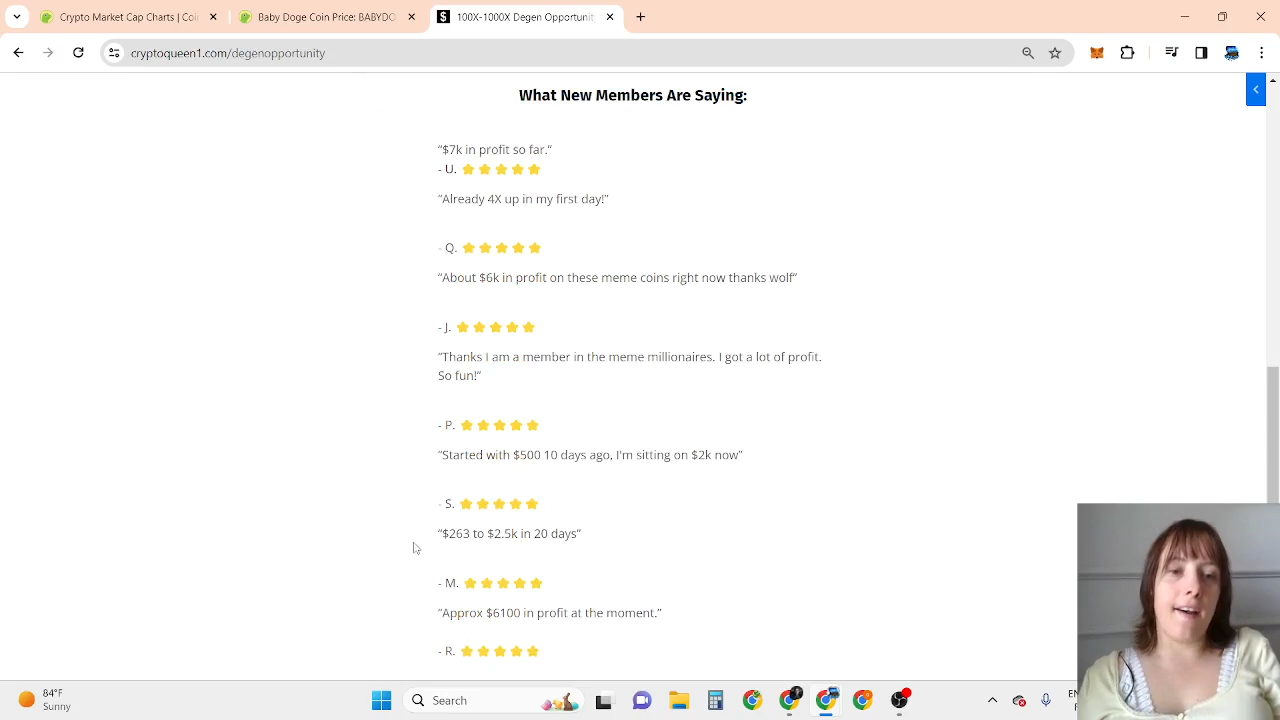 Crypto Market Cap Charts | Coin
Baby Doge Coin Price: BABYDO
100X-1000X Degen Opportunit
cryptoqueen1.com/degenopportunity
What New Members Are Saying:
"$7k in profit so far."
- U.
"Already 4X up in my first day!"
- Q.
"About $6k in profit on these meme coins right now thanks wolf"
- J.
"Thanks I am a member in the meme millionaires. I got a lot of profit.
So fun!"
- P.
"Started with $500 10 days ago, I'm sitting on $2k now"
- S.
"$263 to $2.5k in 20 days"
- M.
"Approx $6100 in profit at the moment."
- R.
84°F
Sunny
Search